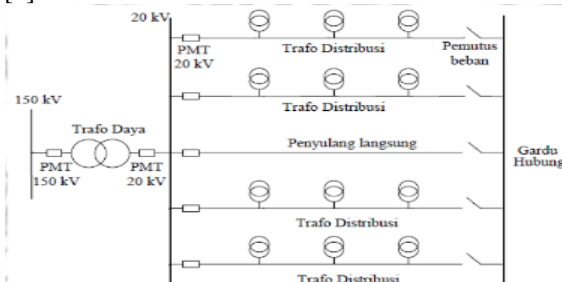 20 kV
PMT
20 kV
Trafo Distribusi
Pemutus
beban
Trafo Distribusi
150 kV
Trafo Daya
PMT
150 kV
PMT
20 kV
Penyulang langsung
Gardu
Hubung
Trafo Distribusi
Trafo Distribusi